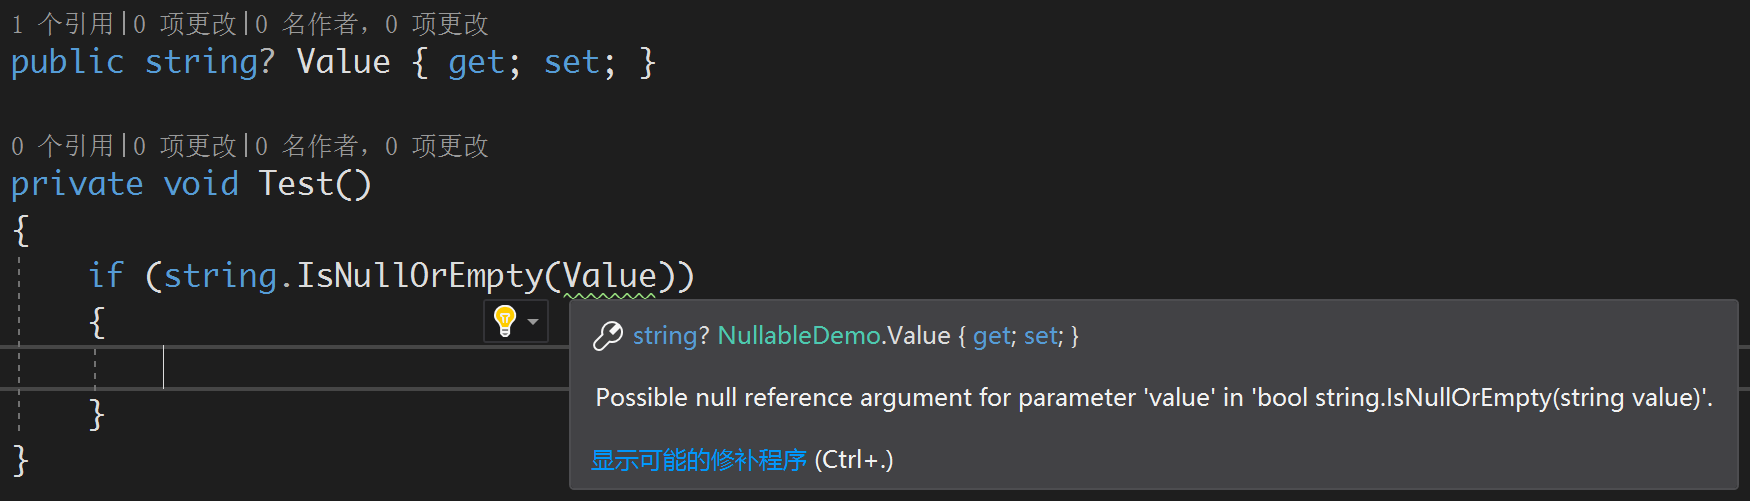 1 个引用|0 项更改|0 名作者，0 项更改
public string? Value { get; set; }
0 个引用|0 项更改|0 名作者，0 项更改
private void Test()
{
if (string.IsNullOrEmpty(Value))
{
string? NullableDemo.Value { get; set; }
Possible null reference argument for parameter 'value' in 'bool string.IsNullOrEmpty(string value)'.
显示可能的修补程序 (Ctrl+.)
}
}